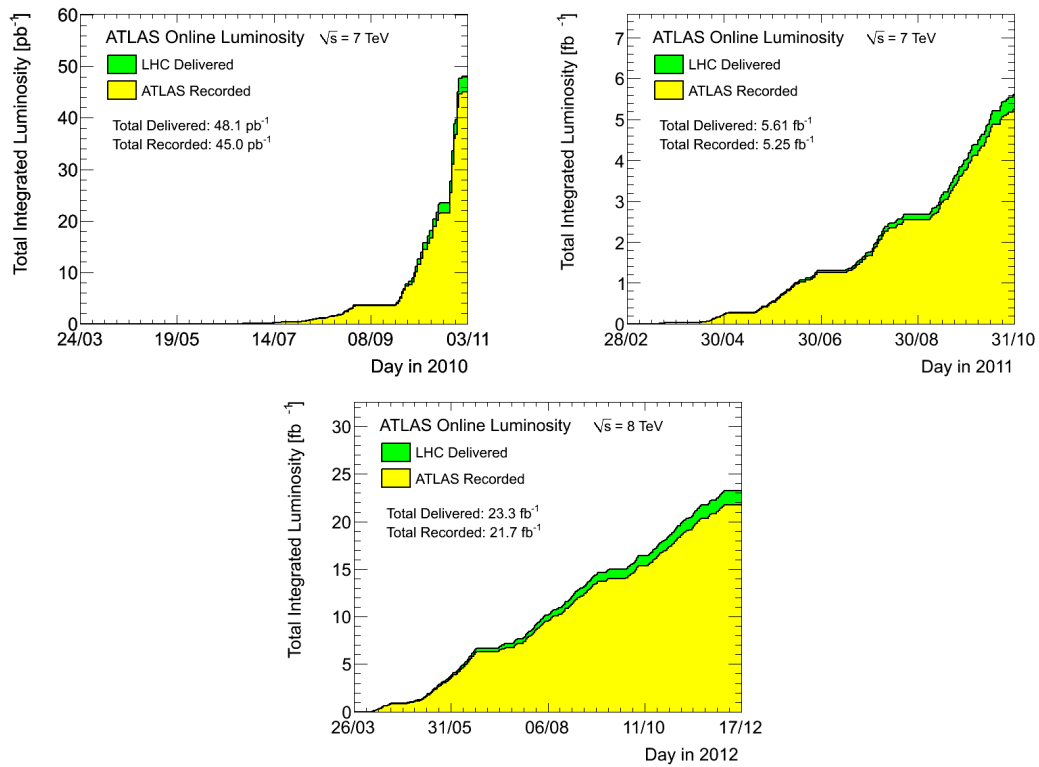 Total Integrated Luminosity [pb⁻¹]
60
50
40
30
20
10
0
ATLAS Online Luminosity √s = 7 TeV
LHC Delivered
ATLAS Recorded
Total Delivered: 48.1 pb⁻¹
Total Recorded: 45.0 pb⁻¹
24/03 19/05 14/07 08/09 03/11
Day in 2010
Total Integrated Luminosity [fb⁻¹]
7
6
5
4
3
2
1
0
ATLAS Online Luminosity √s = 7 TeV
LHC Delivered
ATLAS Recorded
Total Delivered: 5.61 fb⁻¹
Total Recorded: 5.25 fb⁻¹
28/02 30/04 30/06 30/08 31/10
Day in 2011
Total Integrated Luminosity [fb⁻¹]
30
25
20
15
10
5
0
ATLAS Online Luminosity √s = 8 TeV
LHC Delivered
ATLAS Recorded
Total Delivered: 23.3 fb⁻¹
Total Recorded: 21.7 fb⁻¹
26/03 31/05 06/08 11/10 17/12
Day in 2012